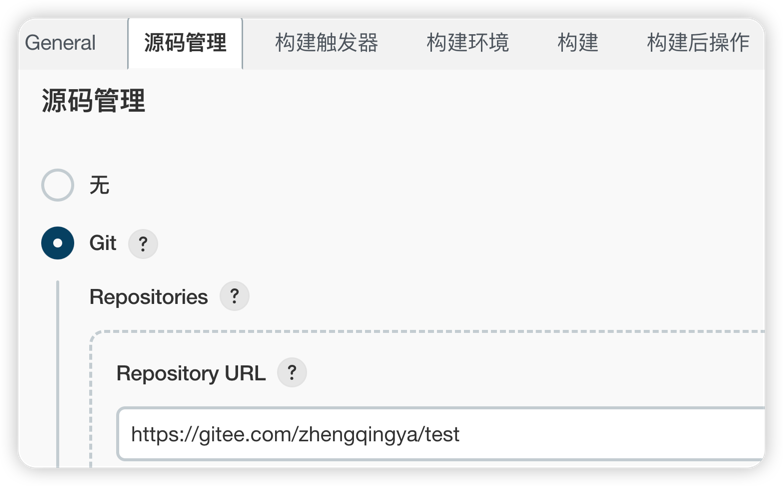 General 源码管理 构建触发器 构建环境 构建 构建后操作
源码管理
无
Git ?
Repositories ?
Repository URL ?
https://gitee.com/zhengqingya/test